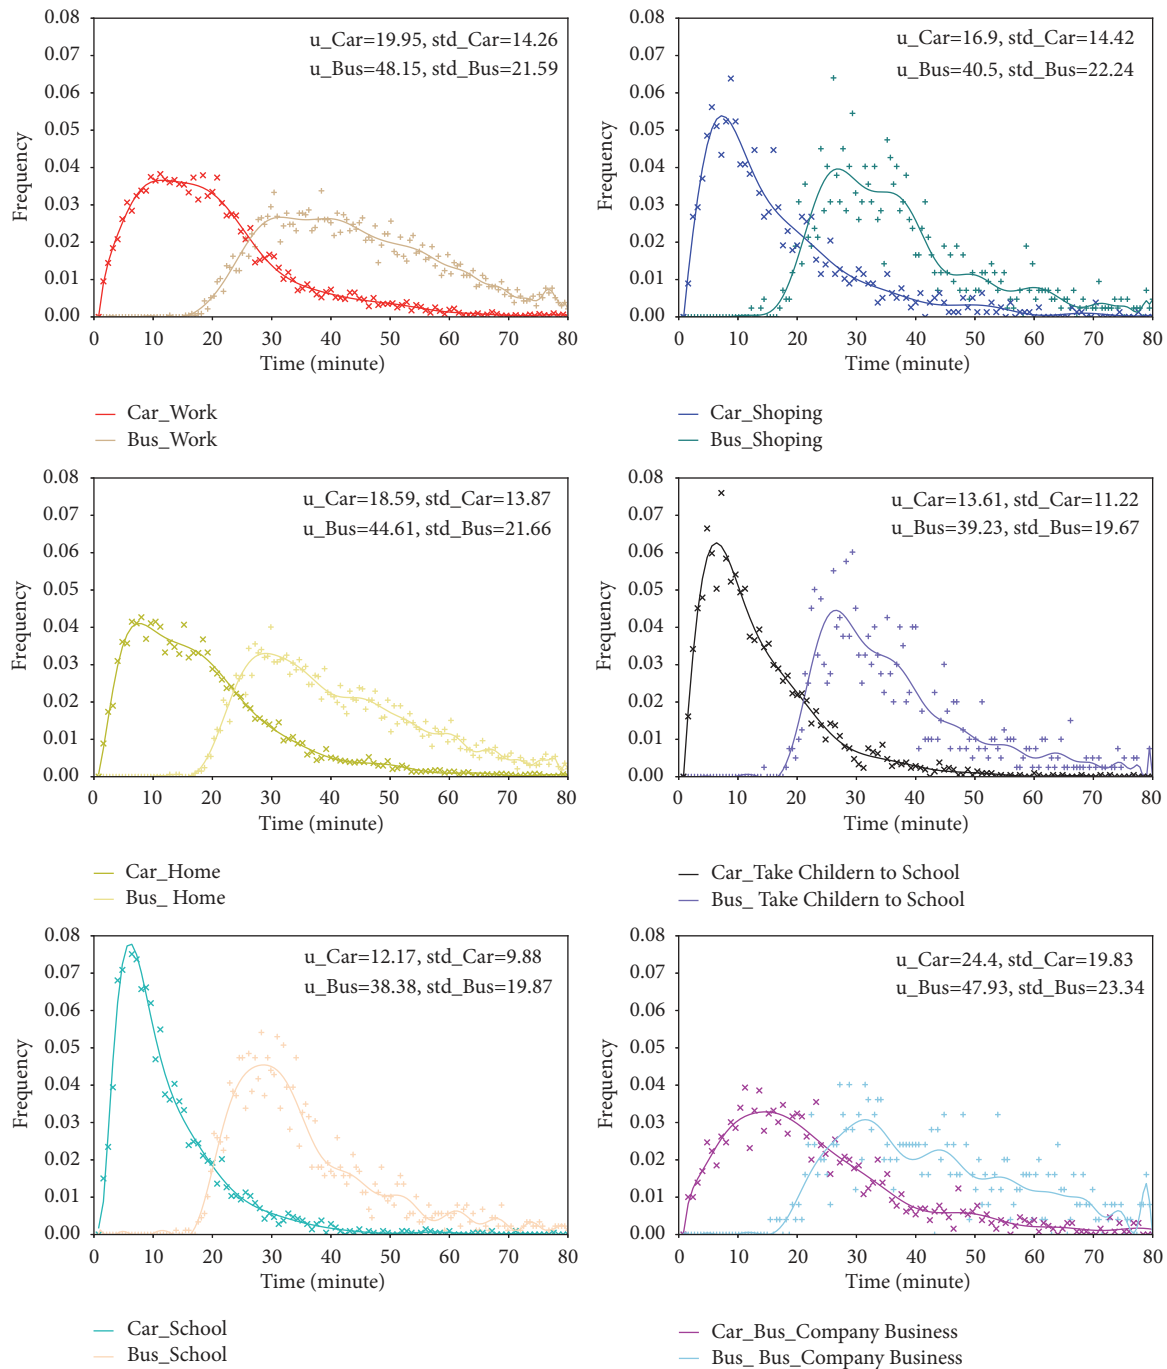 0.08
0.07
0.06
0.05
0.04
0.03
0.02
0.01
0.00
Frequency
u_Car=19.95, std_Car=14.26
u_Bus=48.15, std_Bus=21.59
0 10 20 30 40 50 60 70 80
Time (minute)
Car_Work
Bus_Work
0.08
0.07
0.06
0.05
0.04
0.03
0.02
0.01
0.00
Frequency
u_Car=16.9, std_Car=14.42
u_Bus=40.5, std_Bus=22.24
0 10 20 30 40 50 60 70 80
Time (minute)
Car_Shoping
Bus_Shoping
0.08
0.07
0.06
0.05
0.04
0.03
0.02
0.01
0.00
Frequency
u_Car=18.59, std_Car=13.87
u_Bus=44.61, std_Bus=21.66
0 10 20 30 40 50 60 70 80
Time (minute)
Car_Home
Bus_ Home
0.08
0.07
0.06
0.05
0.04
0.03
0.02
0.01
0.00
Frequency
u_Car=13.61, std_Car=11.22
u_Bus=39.23, std_Bus=19.67
0 10 20 30 40 50 60 70 80
Time (minute)
Car_Take Childern to School
Bus_ Take Childern to School
0.08
0.07
0.06
0.05
0.04
0.03
0.02
0.01
0.00
Frequency
u_Car=12.17, std_Car=9.88
u_Bus=38.38, std_Bus=19.87
0 10 20 30 40 50 60 70 80
Time (minute)
Car_School
Bus_School
0.08
0.07
0.06
0.05
0.04
0.03
0.02
0.01
0.00
Frequency
u_Car=24.4, std_Car=19.83
u_Bus=47.93, std_Bus=23.34
0 10 20 30 40 50 60 70 80
Time (minute)
Car_Bus_Company Business
Bus_ Bus_Company Business